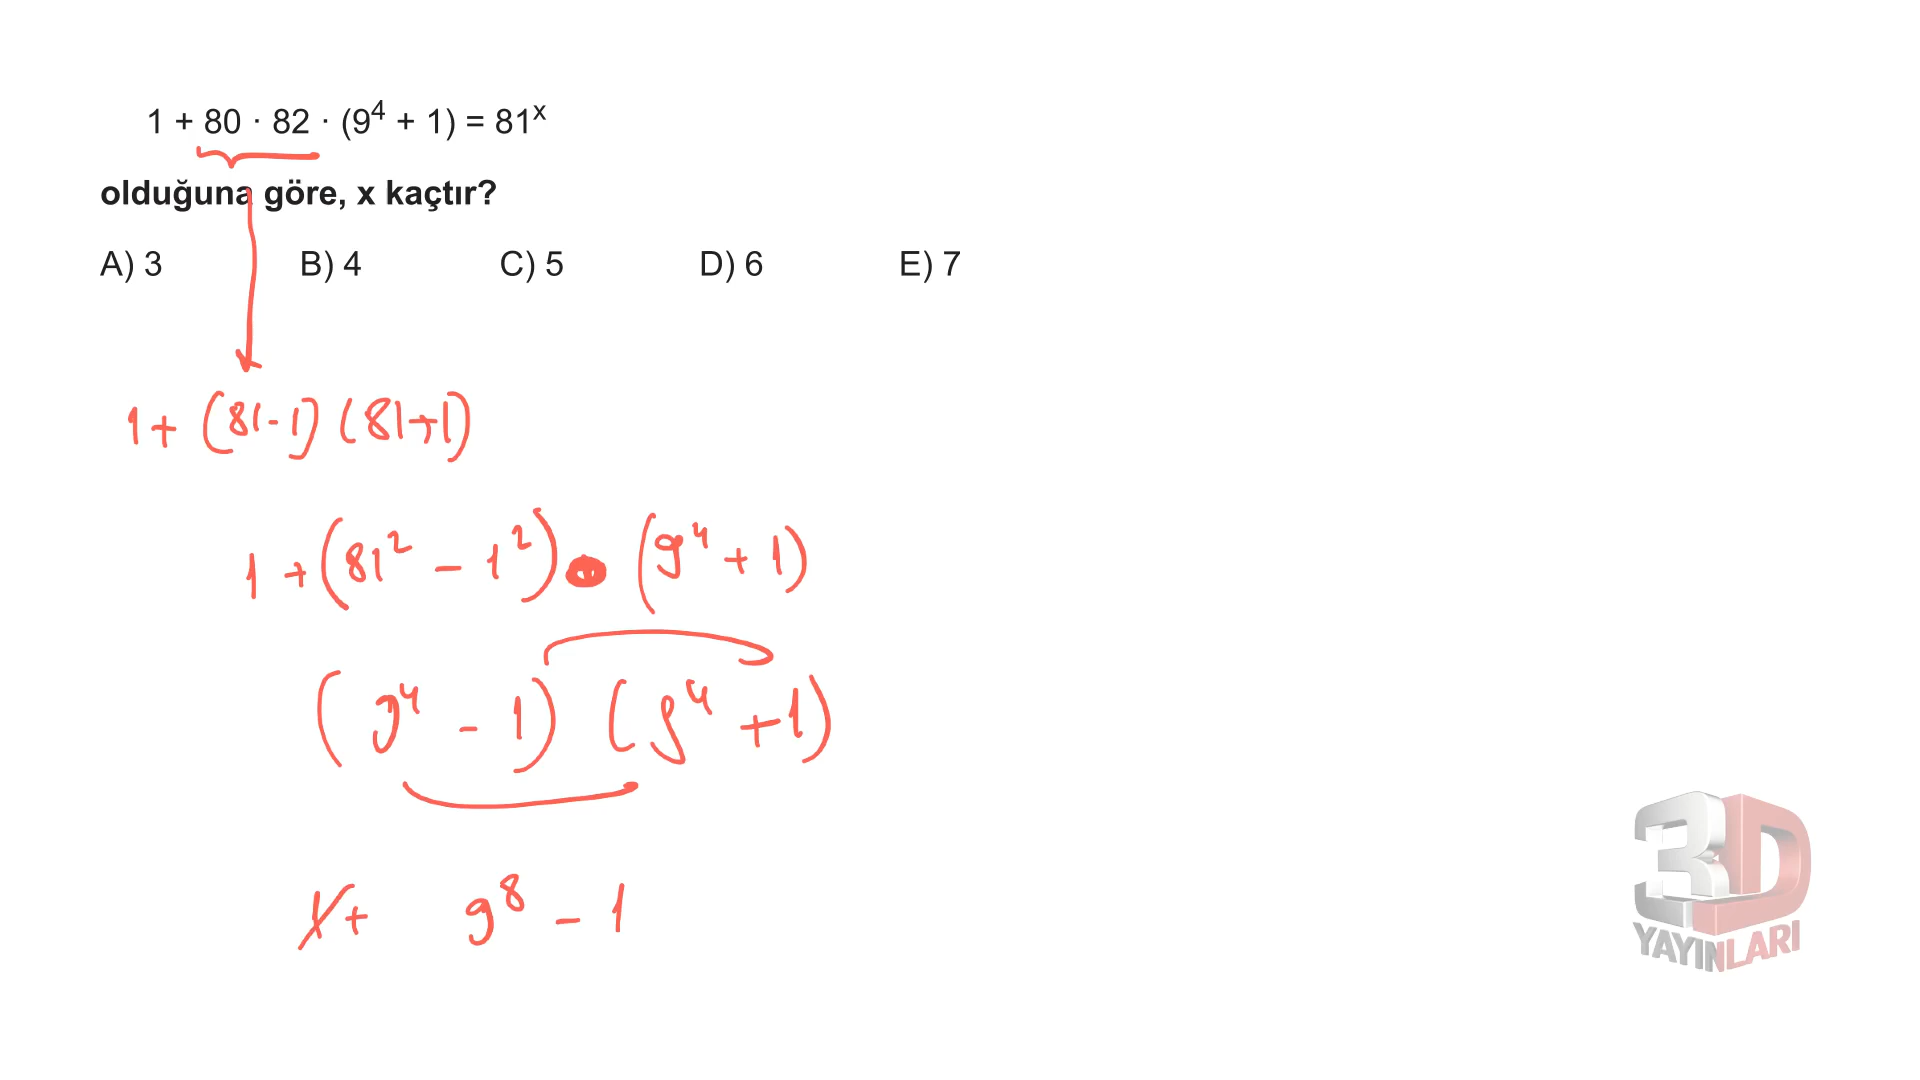 1 + 80 · 82 · (9⁴ + 1) = 81ˣ
olduğuna göre, x kaçtır?
A) 3 B) 4 C) 5 D) 6 E) 7
1 + (81-1) (81+1)
1 + (81² - 1²) • (9⁴ + 1)
(9⁴ - 1) (9⁴ + 1)
1 + 9⁸ - 1
3D
YAYINLARI